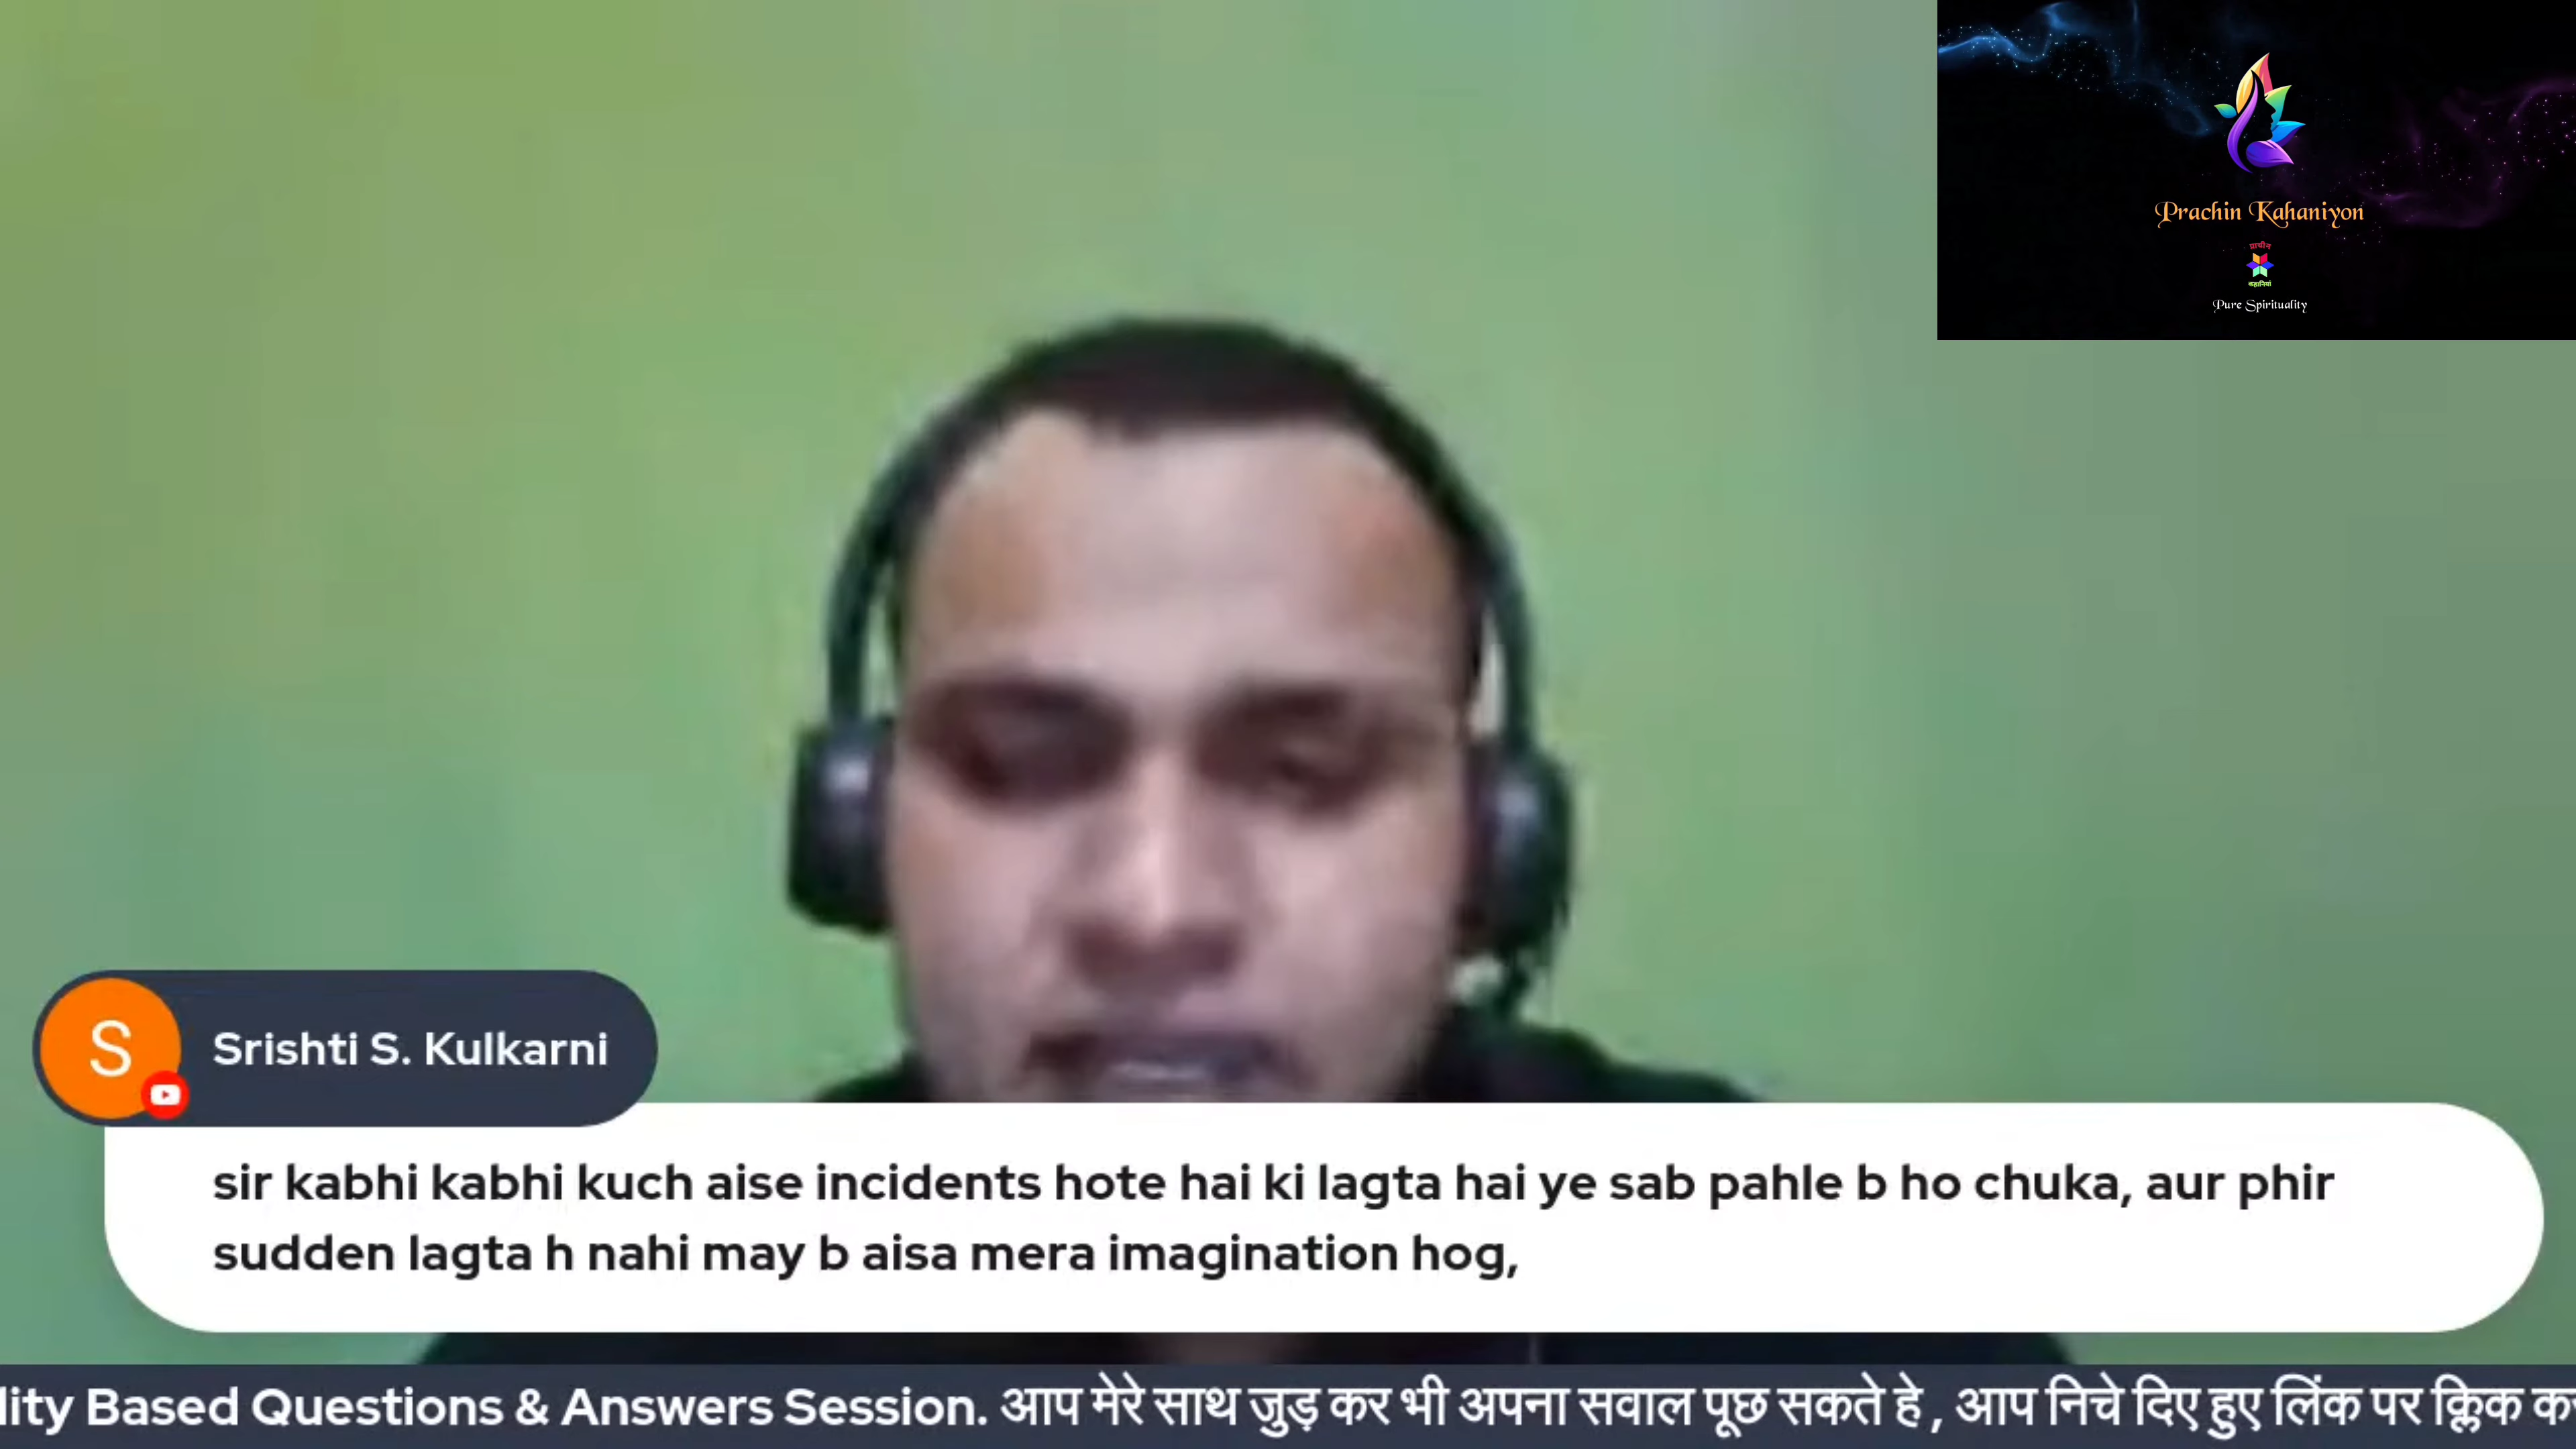 Prachin Kahaniyon
प्राचीन
कहानियां
Pure Spirituality
S
Srishti S. Kulkarni
sir kabhi kabhi kuch aise incidents hote hai ki lagta hai ye sab pahle b ho chuka, aur phir
sudden lagta h nahi may b aisa mera imagination hog,
lity Based Questions & Answers Session. आप मेरे साथ जुड़ कर भी अपना सवाल पूछ सकते हे , आप निचे दिए हुए लिंक पर क्लिक